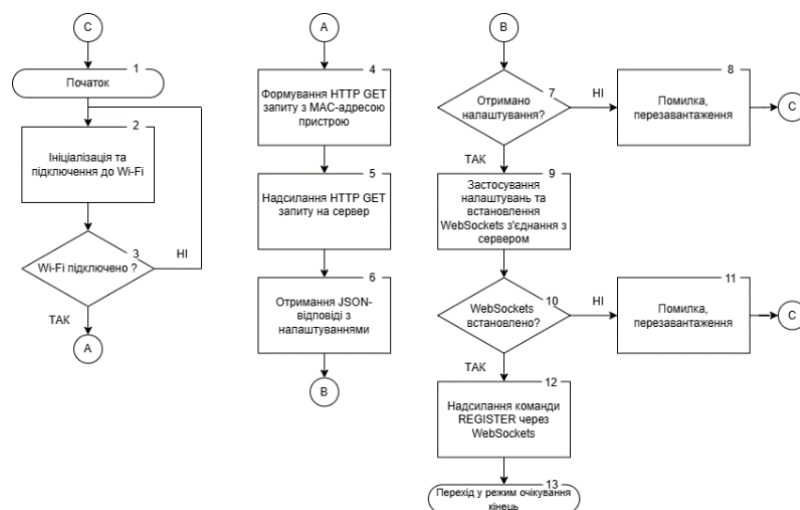 C
1
Початок
2
Ініціалізація та
підключення до Wi-Fi
3
Wi-Fi підключено ?
НІ
ТАК
A
A
4
Формування HTTP GET
запиту з MAC-адресою
пристрою
5
Надсилання HTTP GET
запиту на сервер
6
Отримання JSON-
відповіді з
налаштуваннями
B
B
7
Отримано
налаштування?
НІ
8
Помилка,
перезавантаження
C
ТАК
9
Застосування
налаштувань та
встановлення
WebSockets з'єднання з
сервером
10
WebSockets
встановлено?
НІ
11
Помилка,
перезавантаження
C
ТАК
12
Надсилання команди
REGISTER через
WebSockets
13
Перехід у режим очікування
кінець